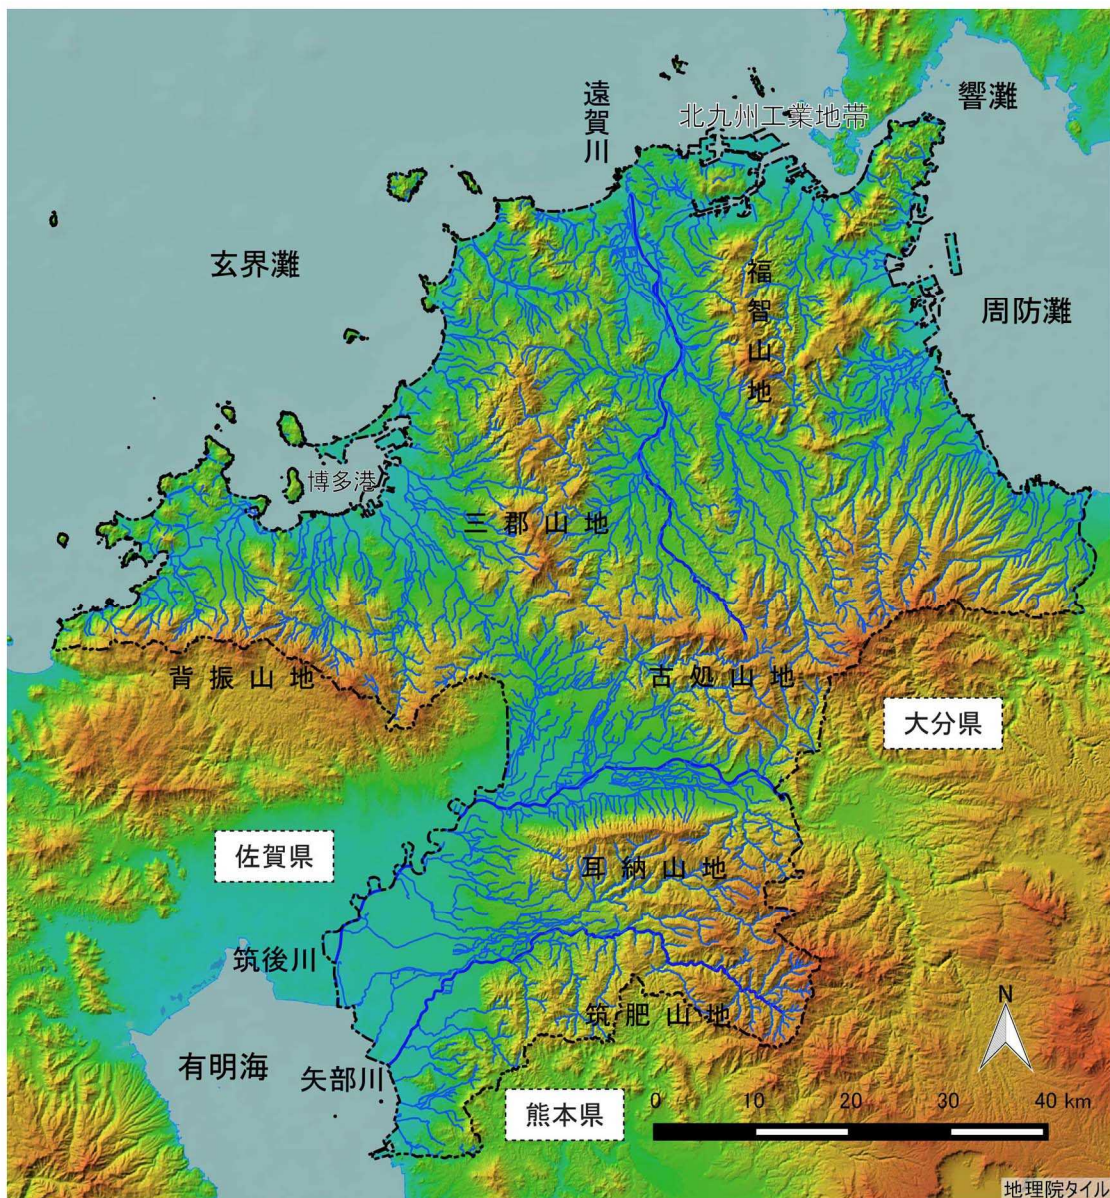 遠賀川
響灘
北九州工業地帯
玄界灘
福智山地
周防灘
博多港
三郡山地
背振山地
古処山地
大分県
佐賀県
耳納山地
筑後川
筑肥山地
N
有明海
矢部川
熊本県
0 10 20 30 40 km
地理院タイル